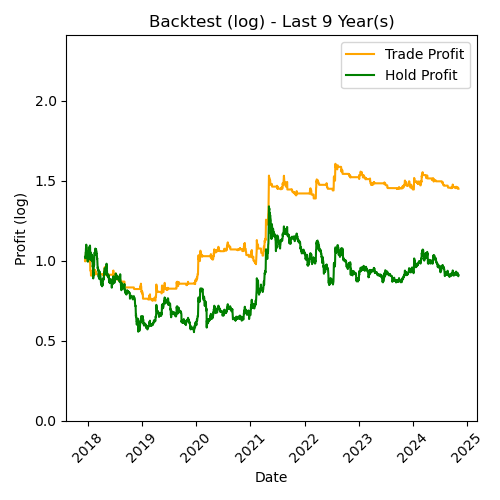 Backtest (log) - Last 9 Year(s)
Trade Profit
Hold Profit
Profit (log)
2.0
1.5
1.0
0.5
0.0
2018 2019 2020 2021 2022 2023 2024 2025
Date